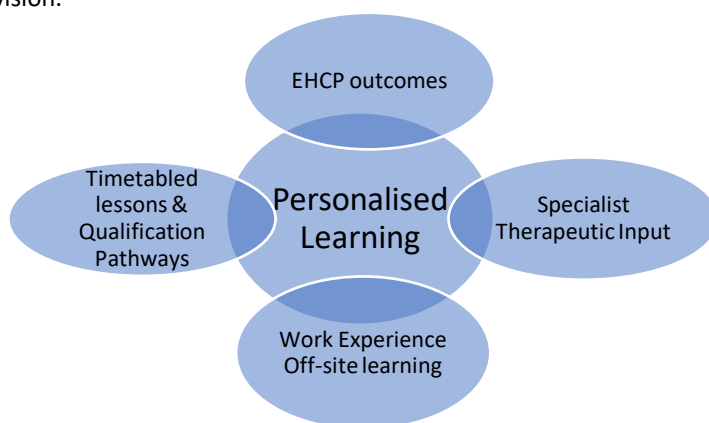 EHCP outcomes
Timetabled
lessons &
Qualification
Pathways
Personalised
Learning
Specialist
Therapeutic Input
Work Experience
Off-site learning